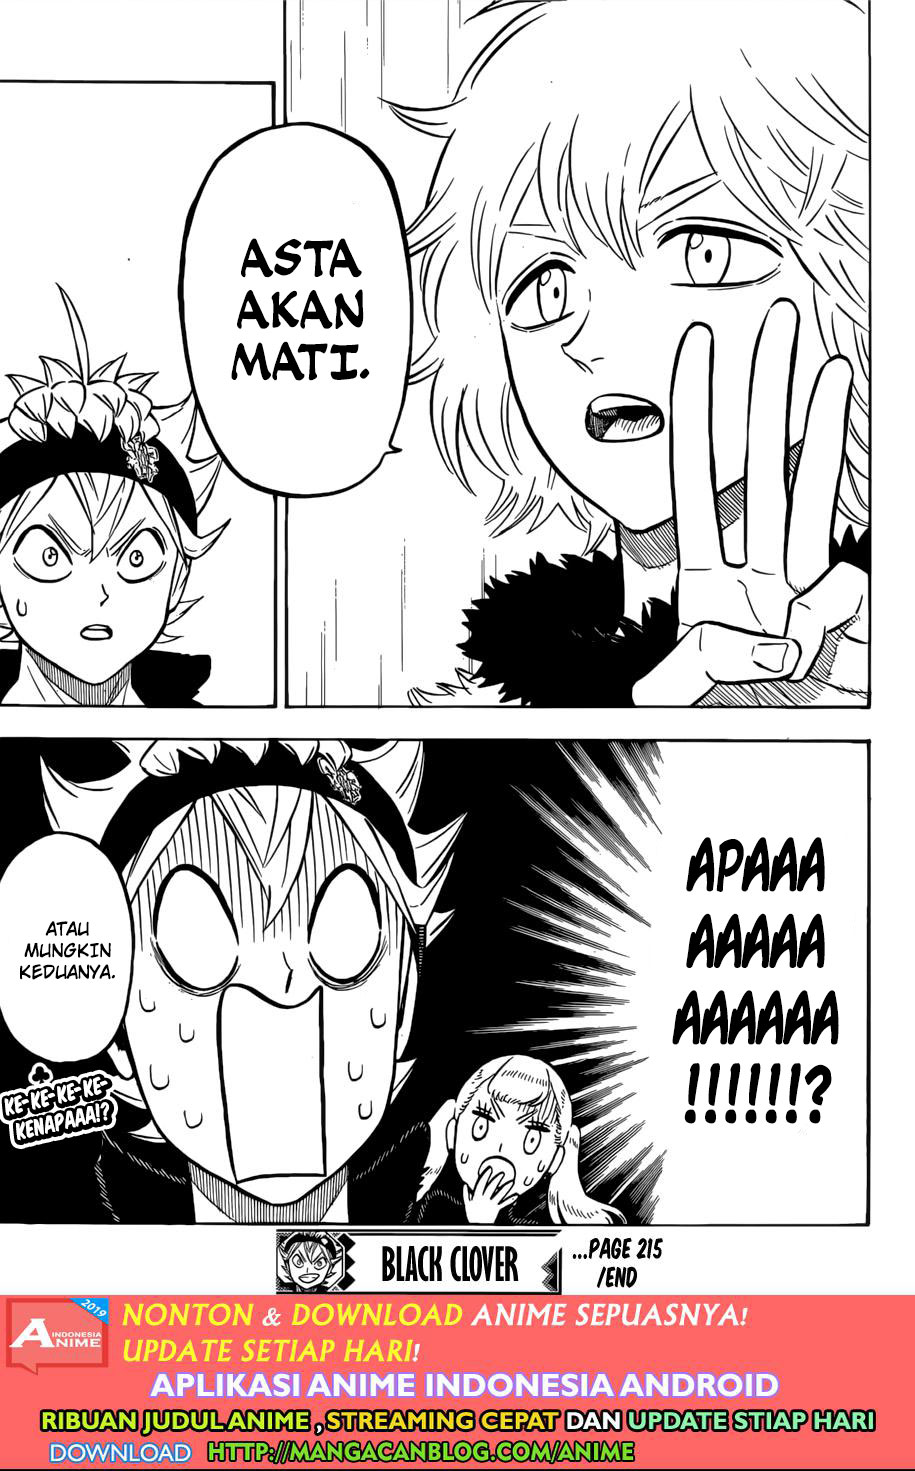 ASTA
AKAN
MATI.
APAAA
AAAAA
AAAAAA
!!!!!!?
ATAU
MUNGKIN
KEDUANYA.
KE-KE-KE-KE-
KENAPAAA!?
BLACK CLOVER
...PAGE 215
/END
2019
A INDONESIA
ANIME
NONTON & DOWNLOAD ANIME SEPUASNYA!
UPDATE SETIAP HARI!
APLIKASI ANIME INDONESIA ANDROID
RIBUAN JUDUL ANIME , STREAMING CEPAT DAN UPDATE STIAP HARI
DOWNLOAD HTTP://MANGACANBLOG.COM/ANIME